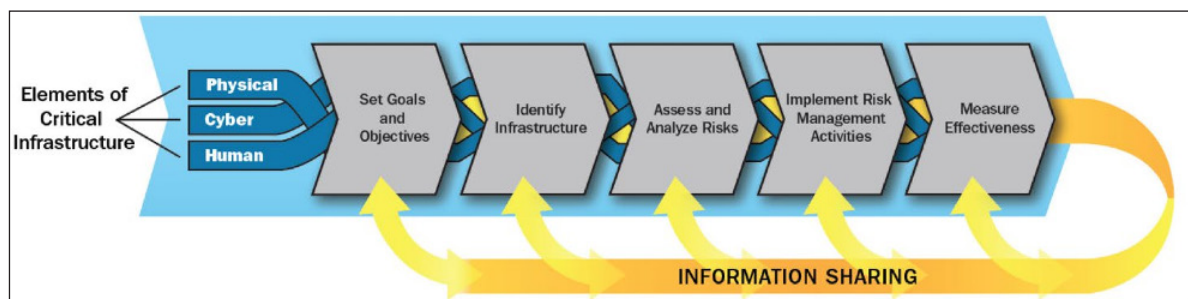 Elements of
Critical
Infrastructure
Physical
Cyber
Human
Set Goals
and
Objectives
Identify
Infrastructure
Assess and
Analyze Risks
Implement Risk
Management
Activities
Measure
Effectiveness
INFORMATION SHARING